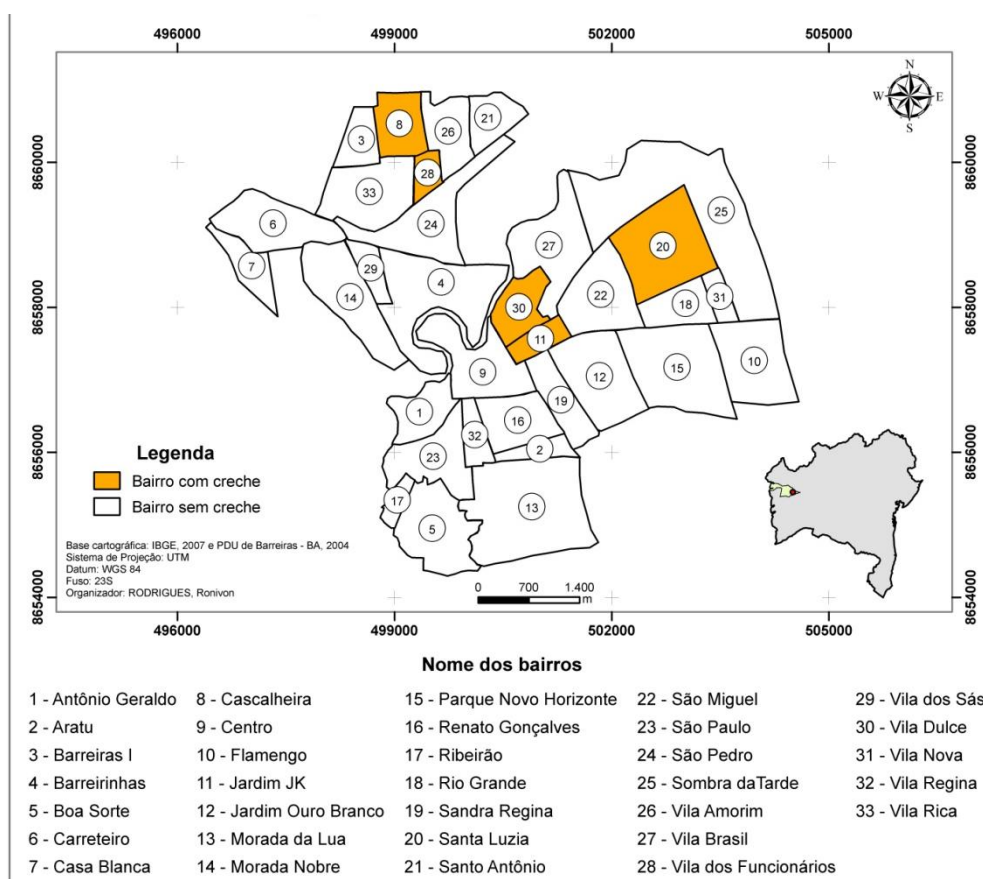 496000 499000 502000 505000
N
W E
S
8660000 8660000
8 26 21
3
28
33
24 25
6 27 20
7 29
4 22
14 18 31
8658000 8658000
30
11
9 12 15 10
19
1 16
32
8656000 8656000
23 2
17 13
5
Legenda
Bairro com creche
Bairro sem creche
Base cartográfica: IBGE, 2007 e PDU de Barreiras - BA, 2004
Sistema de Projeção: UTM
Datum: WGS 84
Fuso: 23S
Organizador: RODRIGUES, Ronivon
0 700 1.400
m
8654000 8654000
496000 499000 502000 505000
Nome dos bairros
1 - Antônio Geraldo
2 - Aratu
3 - Barreiras I
4 - Barreirinhas
5 - Boa Sorte
6 - Carreteiro
7 - Casa Blanca
8 - Cascalheira
9 - Centro
10 - Flamengo
11 - Jardim JK
12 - Jardim Ouro Branco
13 - Morada da Lua
14 - Morada Nobre
15 - Parque Novo Horizonte
16 - Renato Gonçalves
17 - Ribeirão
18 - Rio Grande
19 - Sandra Regina
20 - Santa Luzia
21 - Santo Antônio
22 - São Miguel
23 - São Paulo
24 - São Pedro
25 - Sombra daTarde
26 - Vila Amorim
27 - Vila Brasil
28 - Vila dos Funcionários
29 - Vila dos Sás
30 - Vila Dulce
31 - Vila Nova
32 - Vila Regina
33 - Vila Rica